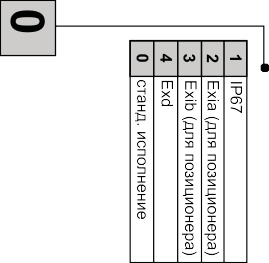 0
1 IP67
2 Exia (для позиционера)
3 Exib (для позиционера)
4 Exd
0 станд. исполнение